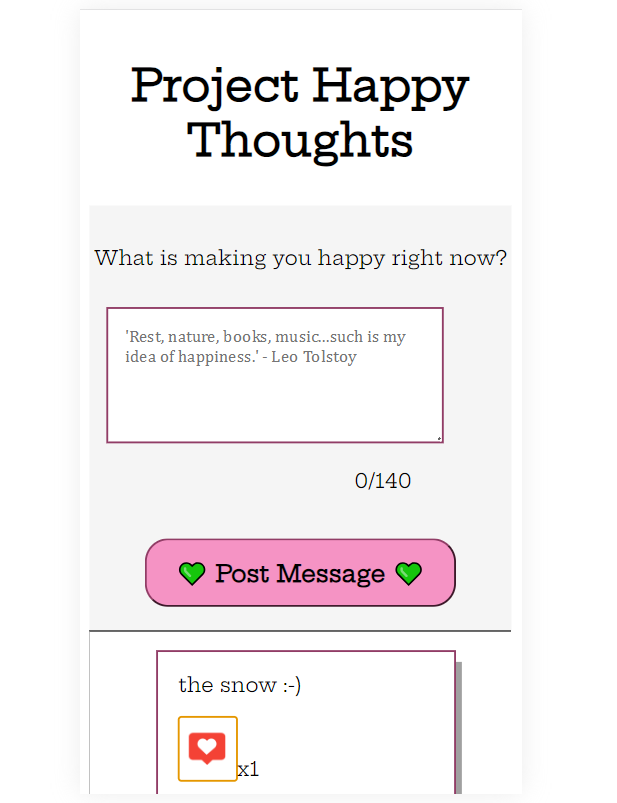 Project Happy
Thoughts
What is making you happy right now?
'Rest, nature, books, music...such is my
idea of happiness.' - Leo Tolstoy
0/140
💚 Post Message 💚
the snow :-)
x1